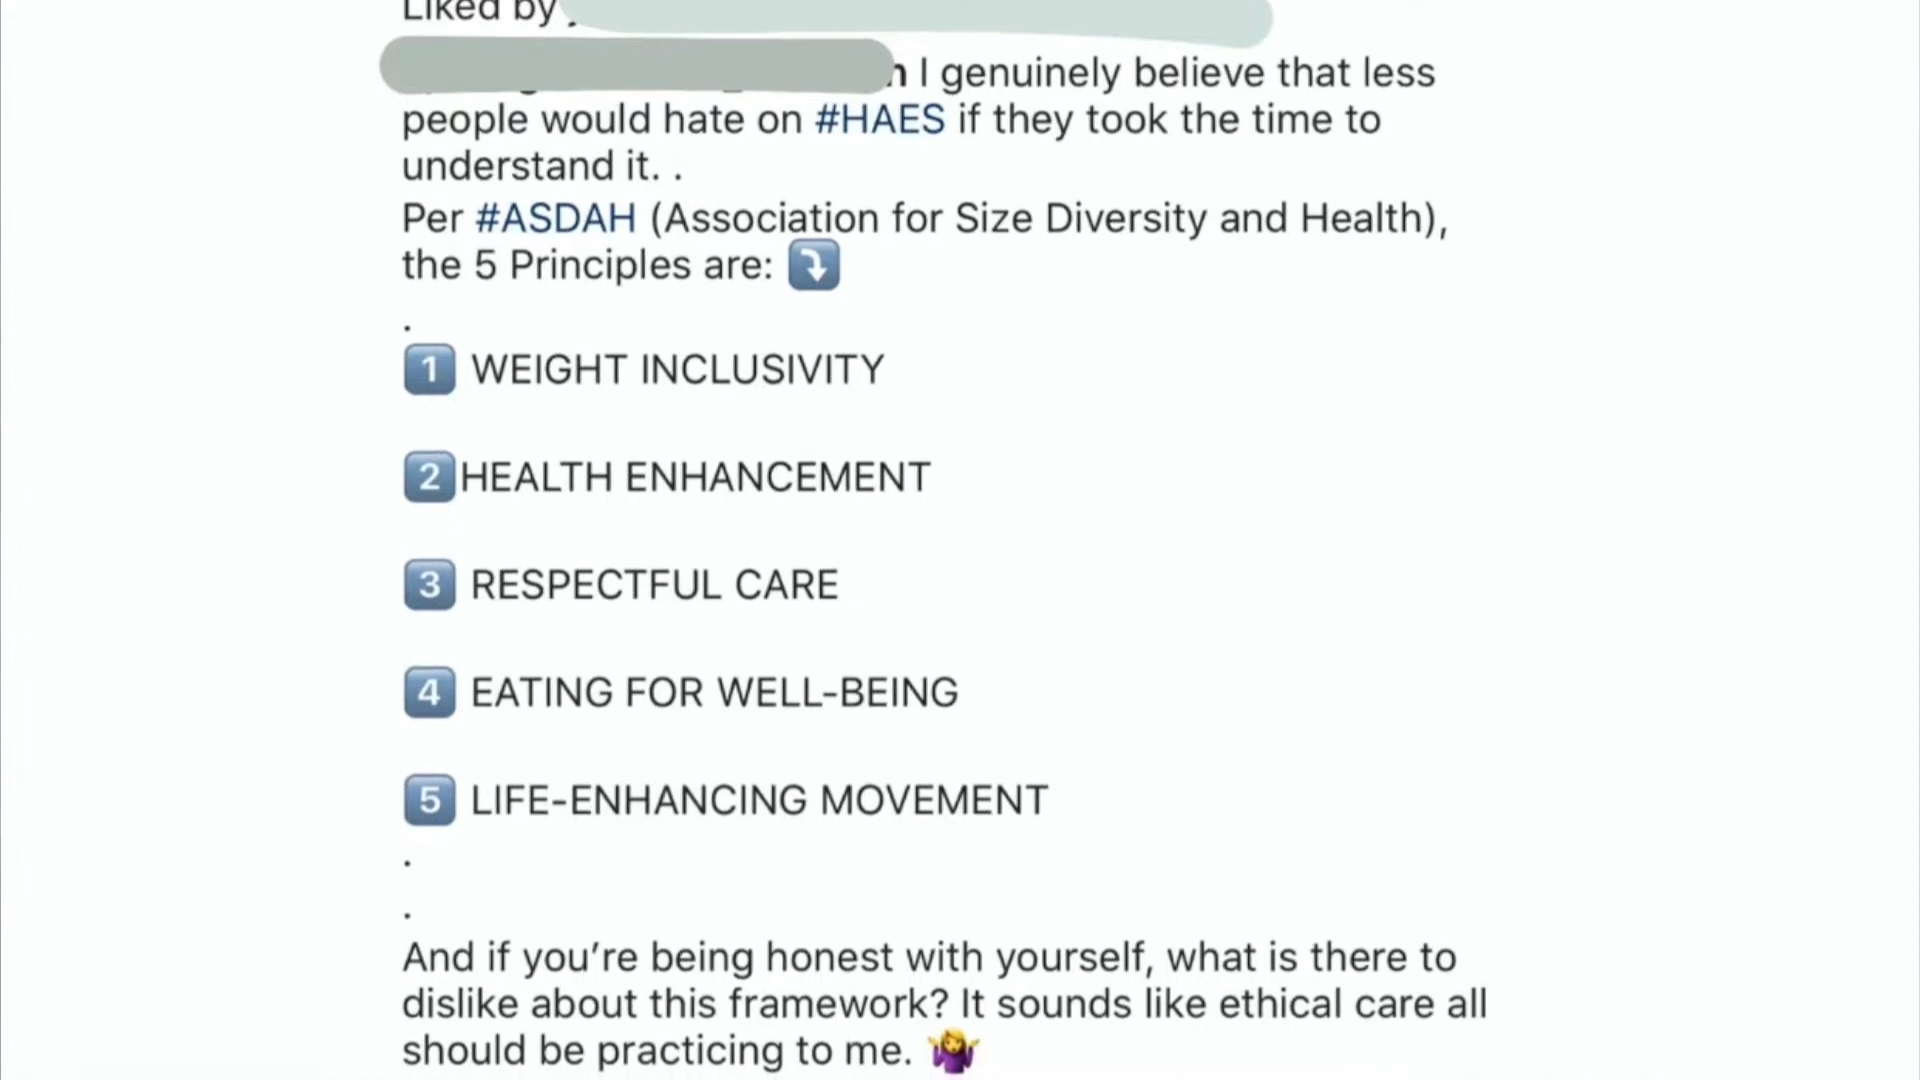 Liked by
I genuinely believe that less
people would hate on #HAES if they took the time to
understand it. .
Per #ASDAH (Association for Size Diversity and Health),
the 5 Principles are: ⤵️
.
1️⃣ WEIGHT INCLUSIVITY
2️⃣HEALTH ENHANCEMENT
3️⃣ RESPECTFUL CARE
4️⃣ EATING FOR WELL-BEING
5️⃣ LIFE-ENHANCING MOVEMENT
.
.
And if you’re being honest with yourself, what is there to
dislike about this framework? It sounds like ethical care all
should be practicing to me. 🤷‍♀️